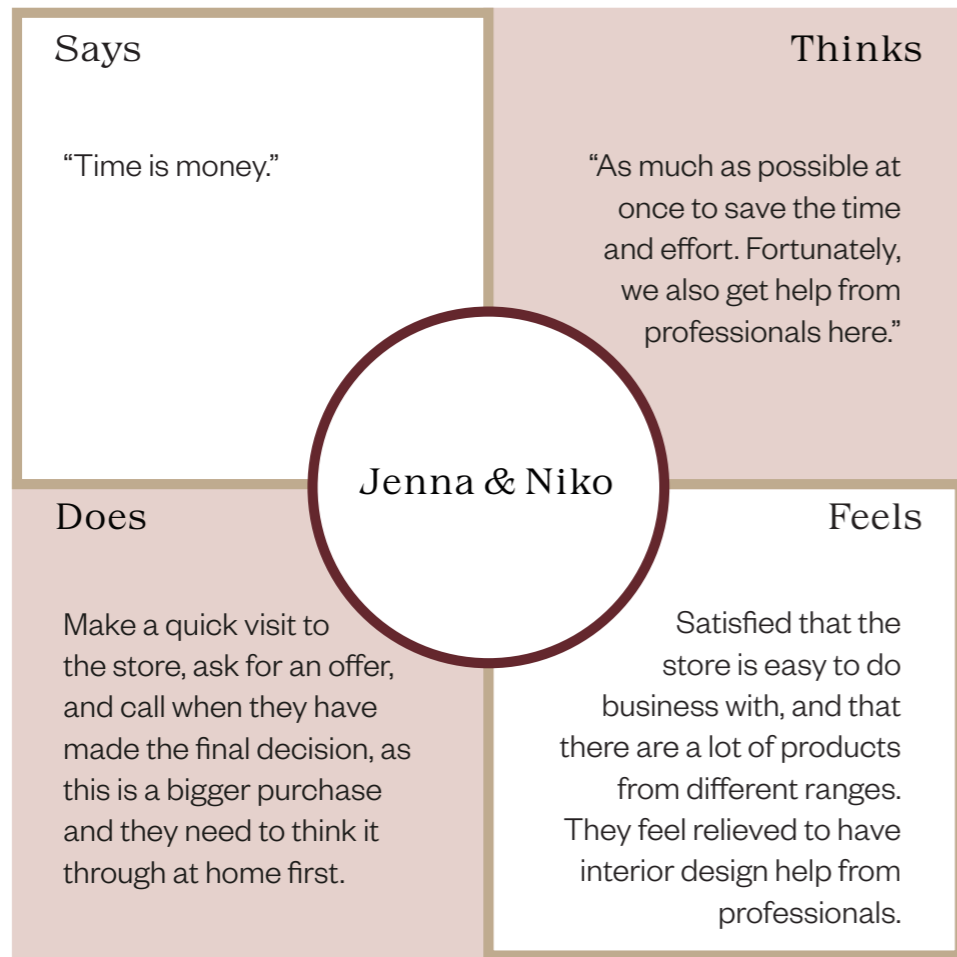 Says
“Time is money.”
Thinks
“As much as possible at
once to save the time
and effort. Fortunately,
we also get help from
professionals here.”
Jenna & Niko
Does
Make a quick visit to
the store, ask for an offer,
and call when they have
made the final decision, as
this is a bigger purchase
and they need to think it
through at home first.
Feels
Satisfied that the
store is easy to do
business with, and that
there are a lot of products
from different ranges.
They feel relieved to have
interior design help from
professionals.